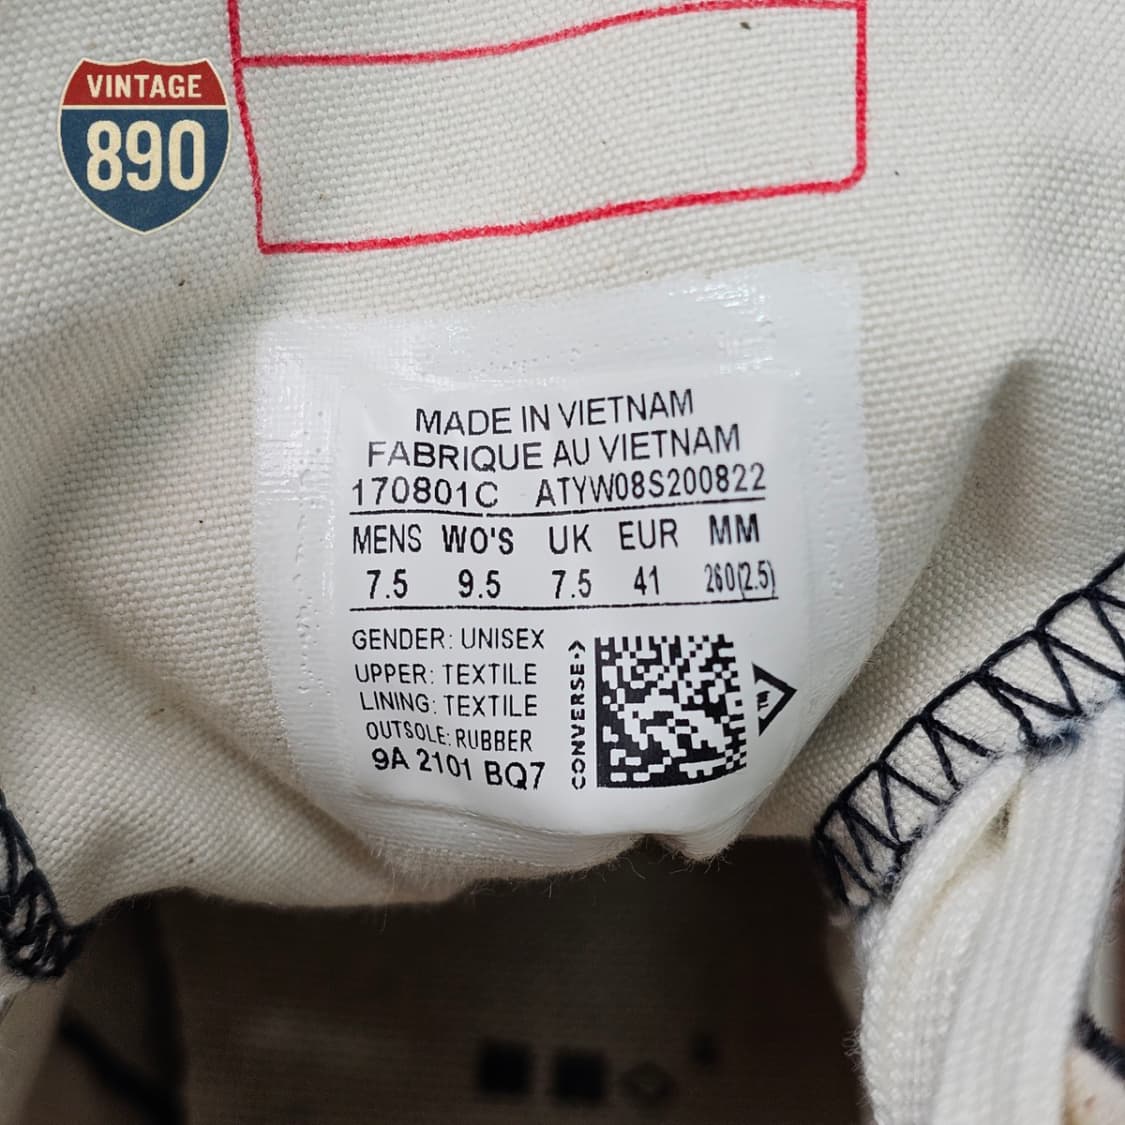 VINTAGE
890
MADE IN VIETNAM
FABRIQUE AU VIETNAM
170801C ATYW08S200822
MENS WO'S UK EUR MM
7.5 9.5 7.5 41 260(2.5)
GENDER: UNISEX
UPPER: TEXTILE
LINING: TEXTILE
OUTSOLE: RUBBER
9A 2101 BQ7
CONVERSE
TM